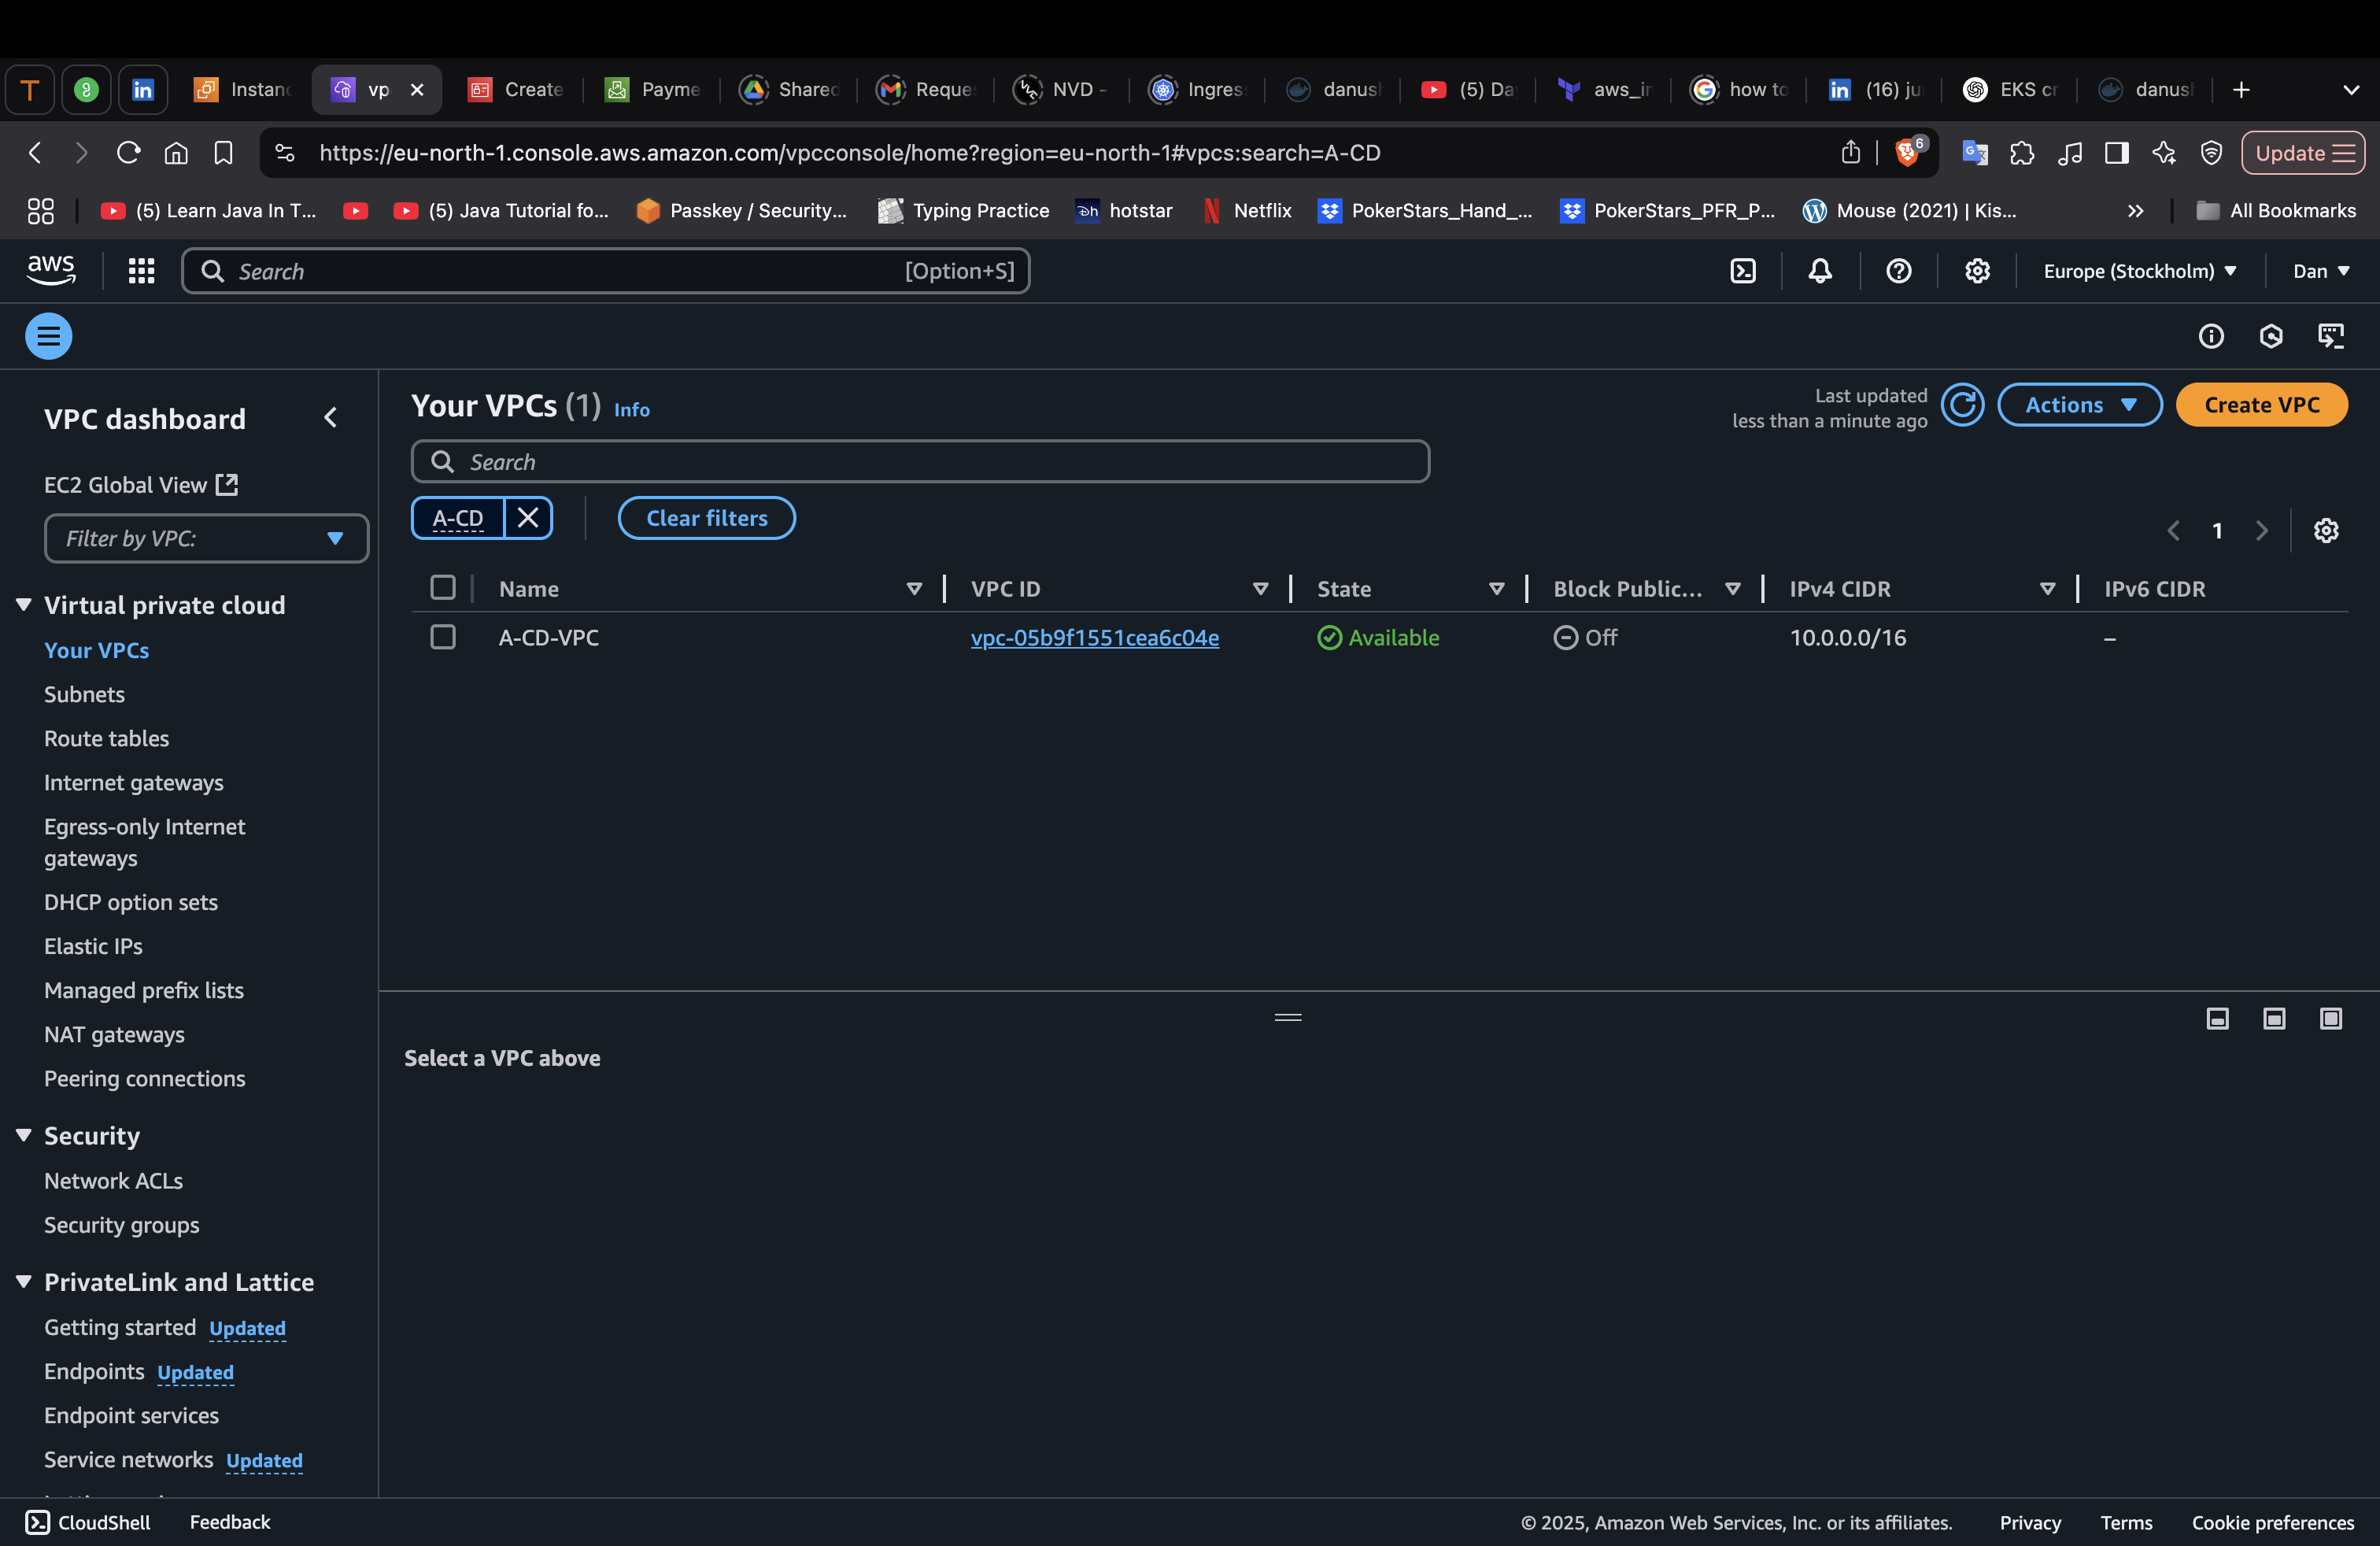 T
in
Instanc
vp
Create
Payme
Shared
Reques
NVD -
Ingres
danush
(5) Da
aws_in
how to
in
(16) ju
EKS cr
danush
https://eu-north-1.console.aws.amazon.com/vpcconsole/home?region=eu-north-1#vpcs:search=A-CD
6
Update
(5) Learn Java In T...
(5) Java Tutorial fo...
Passkey / Security...
Typing Practice
hotstar
Netflix
PokerStars_Hand_...
PokerStars_PFR_P...
Mouse (2021) | Kis...
All Bookmarks
aws
Search
[Option+S]
Europe (Stockholm)
Dan
VPC dashboard
EC2 Global View
Filter by VPC:
Virtual private cloud
Your VPCs
Subnets
Route tables
Internet gateways
Egress-only Internet
gateways
DHCP option sets
Elastic IPs
Managed prefix lists
NAT gateways
Peering connections
Security
Network ACLs
Security groups
PrivateLink and Lattice
Getting started Updated
Endpoints Updated
Endpoint services
Service networks Updated
Your VPCs (1) Info
Last updated
less than a minute ago
Actions
Create VPC
Search
A-CD
Clear filters
1
Name VPC ID State Block Public... IPv4 CIDR IPv6 CIDR
A-CD-VPC vpc-05b9f1551cea6c04e Available Off 10.0.0.0/16 –
Select a VPC above
CloudShell Feedback
© 2025, Amazon Web Services, Inc. or its affiliates. Privacy Terms Cookie preferences